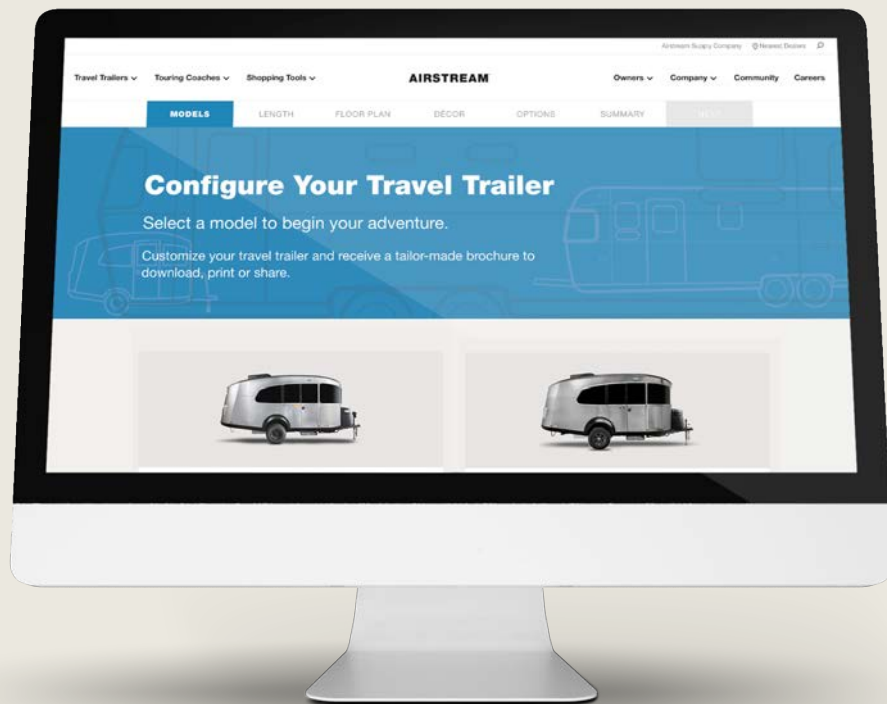 Airstream Supply Company Nearest Dealers
Travel Trailers Touring Coaches Shopping Tools AIRSTREAM Owners Company Community Careers
MODELS LENGTH FLOOR PLAN DÉCOR OPTIONS SUMMARY NEXT
Configure Your Travel Trailer
Select a model to begin your adventure.
Customize your travel trailer and receive a tailor-made brochure to
download, print or share.